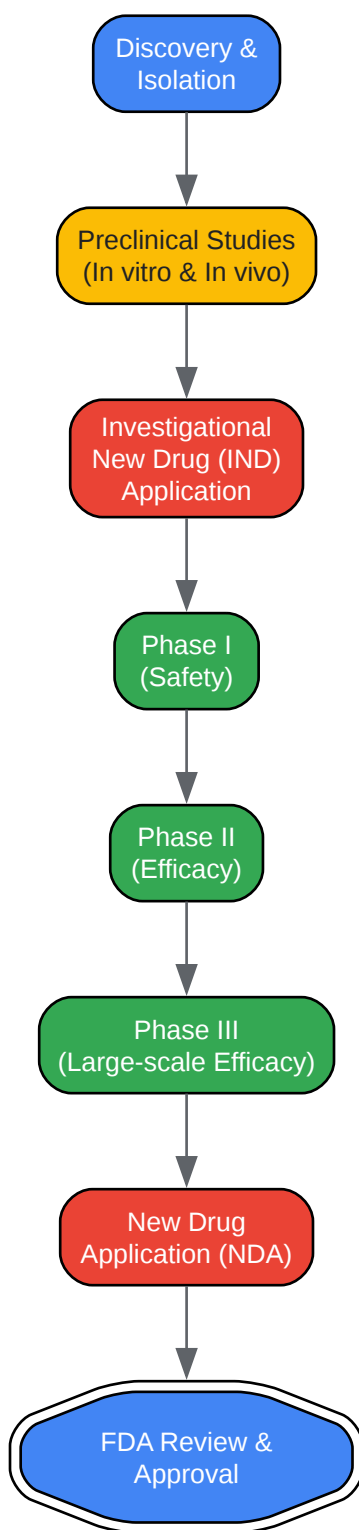 Discovery &
Isolation
Preclinical Studies
(In vitro & In vivo)
Investigational
New Drug (IND)
Application
Phase I
(Safety)
Phase II
(Efficacy)
Phase III
(Large-scale Efficacy)
New Drug
Application (NDA)
FDA Review &
Approval